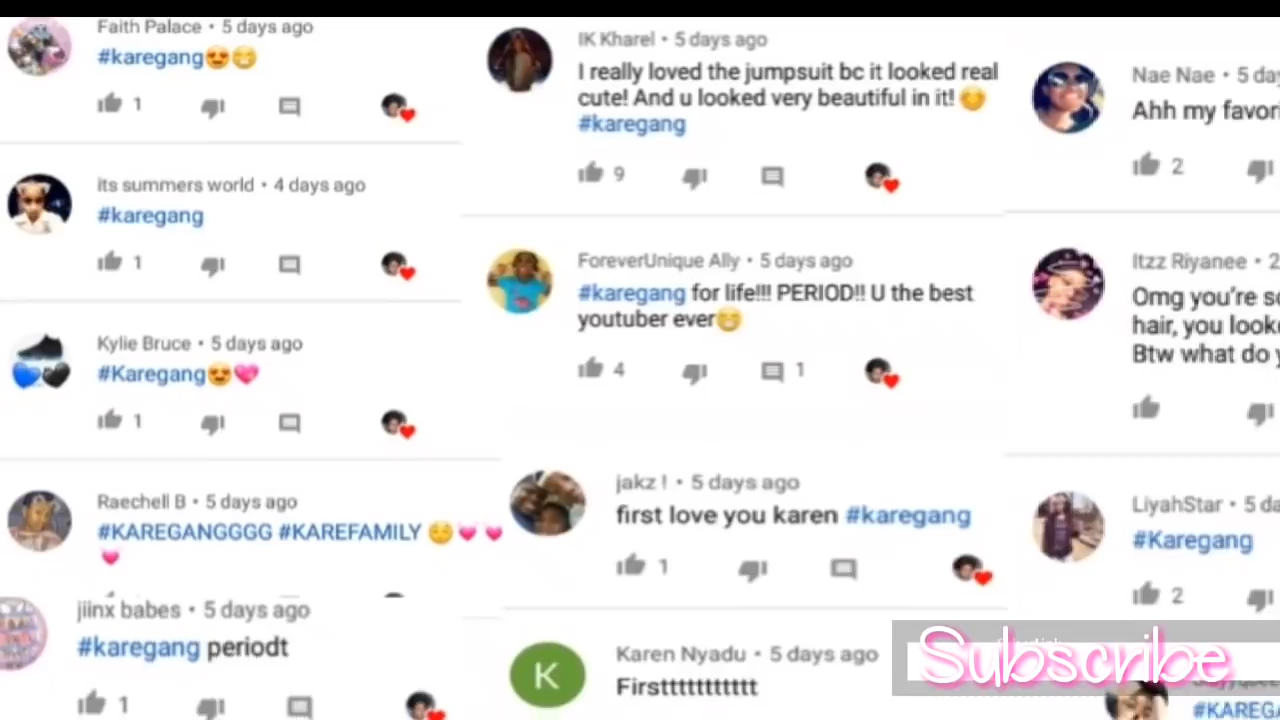 Faith Palace • 5 days ago
#karegang😍😁
1
its summers world • 4 days ago
#karegang
1
Kylie Bruce • 5 days ago
#Karegang😍💖
1
Raechell B • 5 days ago
#KAREGANGGGG #KAREFAMILY ☺️💗💗
💗
jiinx babes • 5 days ago
#karegang periodt
1
IK Kharel • 5 days ago
I really loved the jumpsuit bc it looked real
cute! And u looked very beautiful in it! ☺️
#karegang
9
ForeverUnique Ally • 5 days ago
#karegang for life!!! PERIOD!! U the best
youtuber ever😁
4 1
jakz ! • 5 days ago
first love you karen #karegang
1
K
Karen Nyadu • 5 days ago
Firsttttttttttt
Nae Nae • 5 da
Ahh my favor
2
Itzz Riyanee • 2
Omg you're s
hair, you look
Btw what do
LiyahStar • 5 da
#Karegang
2
Subscribe
#KAREGA